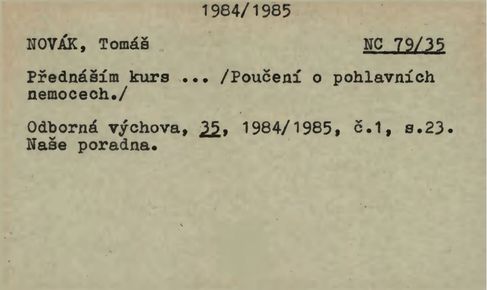 1984/1985
NOVÁK, Tomáš NC 79/35
Přednáším kurs ... /Poučení o pohlavních
nemocech./
Odborná výchova, 35, 1984/1985, č.1, s.23.
Naše poradna.